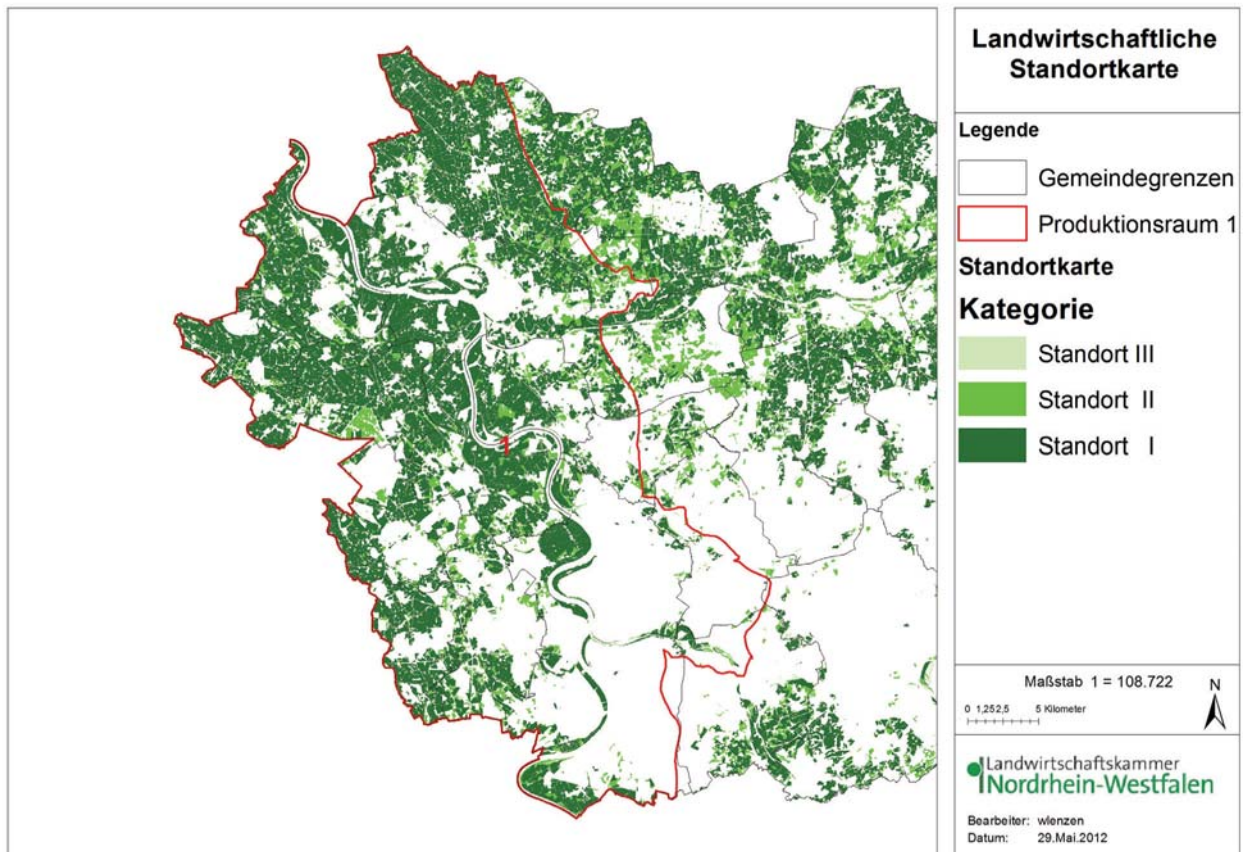 Landwirtschaftliche
Standortkarte
Legende
Gemeindegrenzen
Produktionsraum 1
Standortkarte
Kategorie
Standort III
Standort II
Standort I
1
Maßstab 1 = 108.722
N
0 1,252,5 5 Kilometer
Landwirtschaftskammer
Nordrhein-Westfalen
Bearbeiter: wlenzen
Datum: 29.Mai.2012